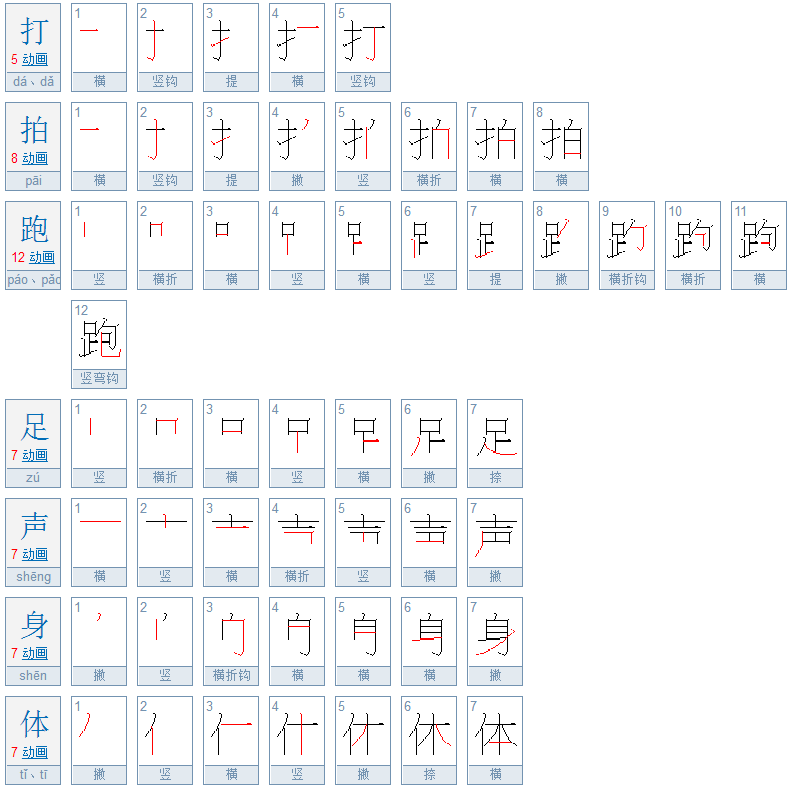 打 1 2 3 4 5
5 动画
dá、dǎ 横 竖钩 提 横 竖钩
拍 1 2 3 4 5 6 7 8
8 动画
pāi 横 竖钩 提 撇 竖 横折 横 横
跑 1 2 3 4 5 6 7 8 9 10 11
12 动画
páo、pǎo 竖 横折 横 竖 横 竖 提 撇 横折钩 横折 横
12
竖弯钩
足 1 2 3 4 5 6 7
7 动画
zú 竖 横折 横 竖 横 撇 捺
声 1 2 3 4 5 6 7
7 动画
shēng 横 竖 横 横折 竖 横 撇
身 1 2 3 4 5 6 7
7 动画
shēn 撇 竖 横折钩 横 横 横 撇
体 1 2 3 4 5 6 7
7 动画
tǐ、tī 撇 竖 横 竖 撇 捺 横